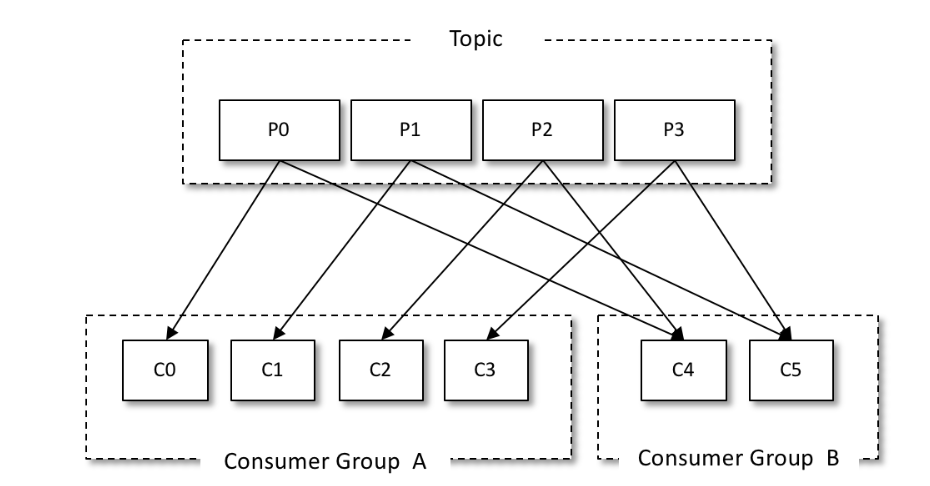 Topic
P0
P1
P2
P3
C0
C1
C2
C3
C4
C5
Consumer Group A
Consumer Group B